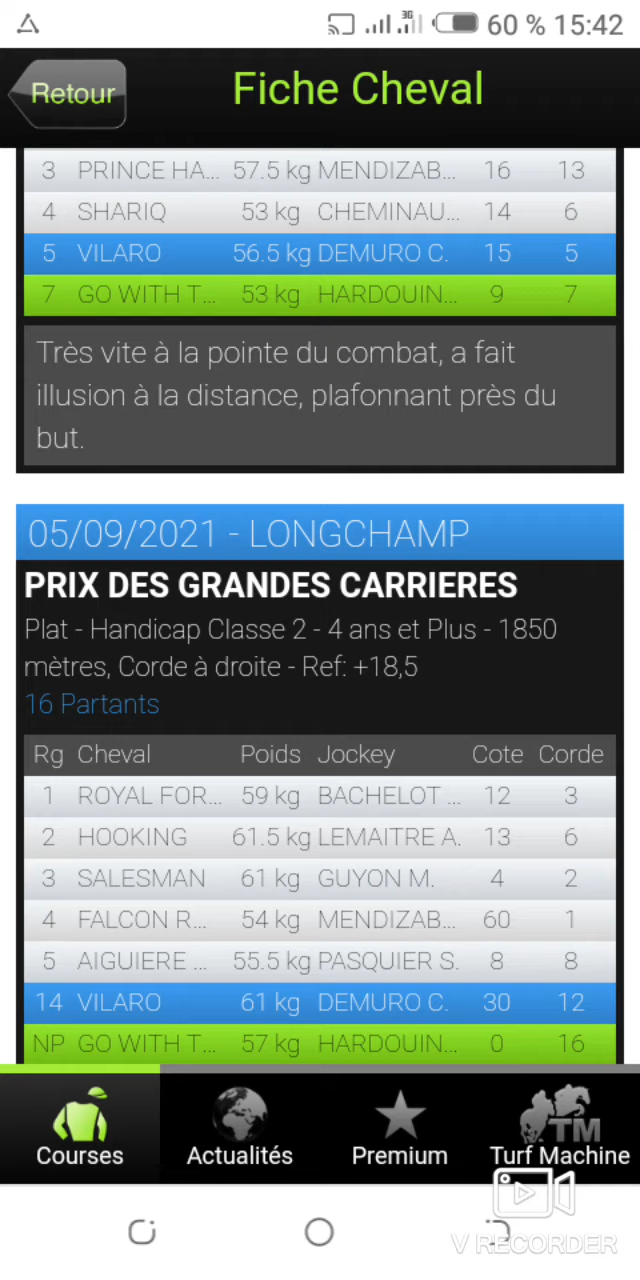 3G 60 % 15:42
Retour Fiche Cheval
3 PRINCE HA... 57.5 kg MENDIZAB... 16 13
4 SHARIQ 53 kg CHEMINAU... 14 6
5 VILARO 56.5 kg DEMURO C. 15 5
7 GO WITH T... 53 kg HARDOUIN... 9 7
Très vite à la pointe du combat, a fait
illusion à la distance, plafonnant près du
but.
05/09/2021 - LONGCHAMP
PRIX DES GRANDES CARRIERES
Plat - Handicap Classe 2 - 4 ans et Plus - 1850
mètres, Corde à droite - Ref: +18,5
16 Partants
Rg Cheval Poids Jockey Cote Corde
1 ROYAL FOR... 59 kg BACHELOT ... 12 3
2 HOOKING 61.5 kg LEMAITRE A. 13 6
3 SALESMAN 61 kg GUYON M. 4 2
4 FALCON R... 54 kg MENDIZAB... 60 1
5 AIGUIERE ... 55.5 kg PASQUIER S. 8 8
14 VILARO 61 kg DEMURO C. 30 12
NP GO WITH T... 57 kg HARDOUIN... 0 16
TM
Courses Actualités Premium Turf Machine
V RECORDER